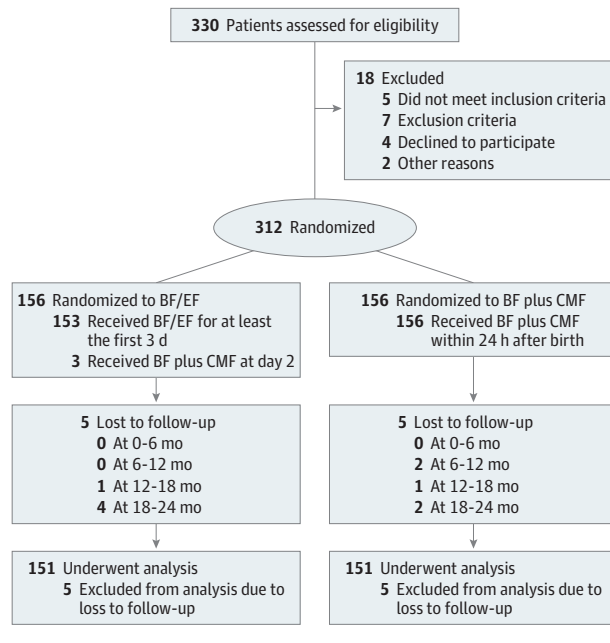 330 Patients assessed for eligibility
18 Excluded
5 Did not meet inclusion criteria
7 Exclusion criteria
4 Declined to participate
2 Other reasons
312 Randomized
156 Randomized to BF/EF
153 Received BF/EF for at least
the first 3 d
3 Received BF plus CMF at day 2
156 Randomized to BF plus CMF
156 Received BF plus CMF
within 24 h after birth
5 Lost to follow-up
0 At 0-6 mo
0 At 6-12 mo
1 At 12-18 mo
4 At 18-24 mo
5 Lost to follow-up
0 At 0-6 mo
2 At 6-12 mo
1 At 12-18 mo
2 At 18-24 mo
151 Underwent analysis
5 Excluded from analysis due to
loss to follow-up
151 Underwent analysis
5 Excluded from analysis due to
loss to follow-up